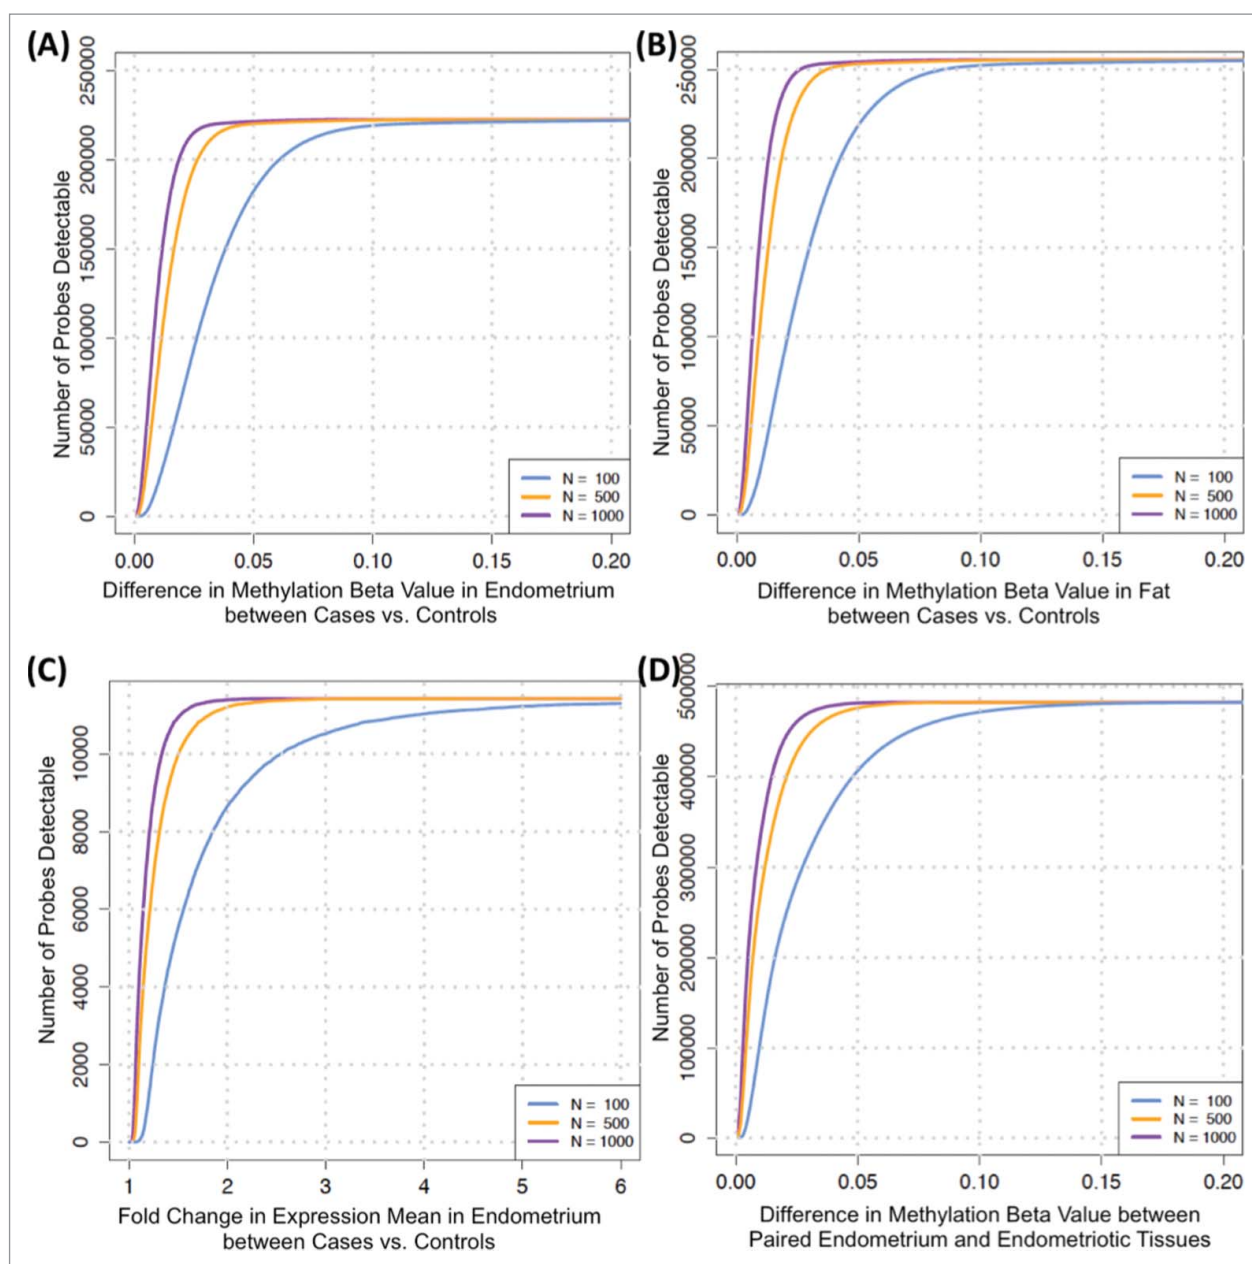 (A)
Number of Probes Detectable
250000
200000
150000
100000
50000
0
N = 100
N = 500
N = 1000
0.00 0.05 0.10 0.15 0.20
Difference in Methylation Beta Value in Endometrium
between Cases vs. Controls
(B)
Number of Probes Detectable
250000
200000
150000
100000
50000
0
N = 100
N = 500
N = 1000
0.00 0.05 0.10 0.15 0.20
Difference in Methylation Beta Value in Fat
between Cases vs. Controls
(C)
Number of Probes Detectable
10000
8000
6000
4000
2000
0
N = 100
N = 500
N = 1000
1 2 3 4 5 6
Fold Change in Expression Mean in Endometrium
between Cases vs. Controls
(D)
Number of Probes Detectable
500000
400000
300000
200000
100000
0
N = 100
N = 500
N = 1000
0.00 0.05 0.10 0.15 0.20
Difference in Methylation Beta Value between
Paired Endometrium and Endometriotic Tissues